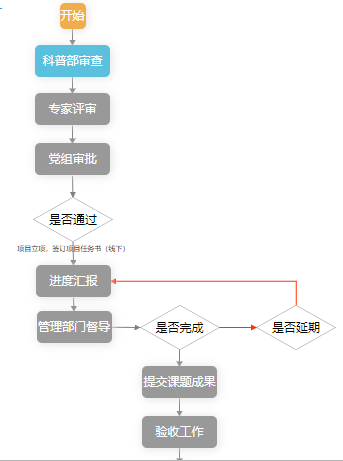 开始
科普部审查
专家评审
党组审批
是否通过
项目立项，签订项目任务书（线下）
进度汇报
管理部门督导
是否完成
是否延期
提交课题成果
验收工作